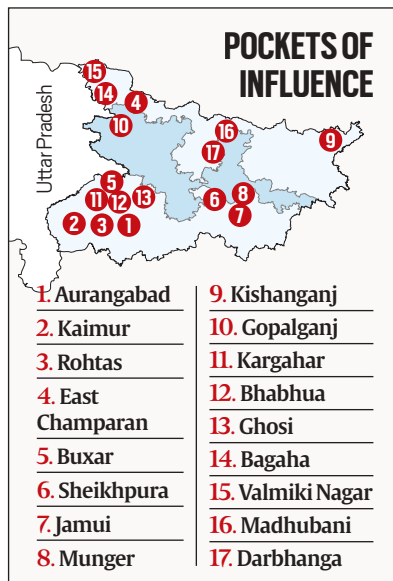 POCKETS OF
INFLUENCE
Uttar Pradesh
15
14
4
10
16
17
9
5
11
12
13
2
3
1
6
8
7
1. Aurangabad
2. Kaimur
3. Rohtas
4. East
Champaran
5. Buxar
6. Sheikhpura
7. Jamui
8. Munger
9. Kishanganj
10. Gopalganj
11. Kargahar
12. Bhabhua
13. Ghosi
14. Bagaha
15. Valmiki Nagar
16. Madhubani
17. Darbhanga